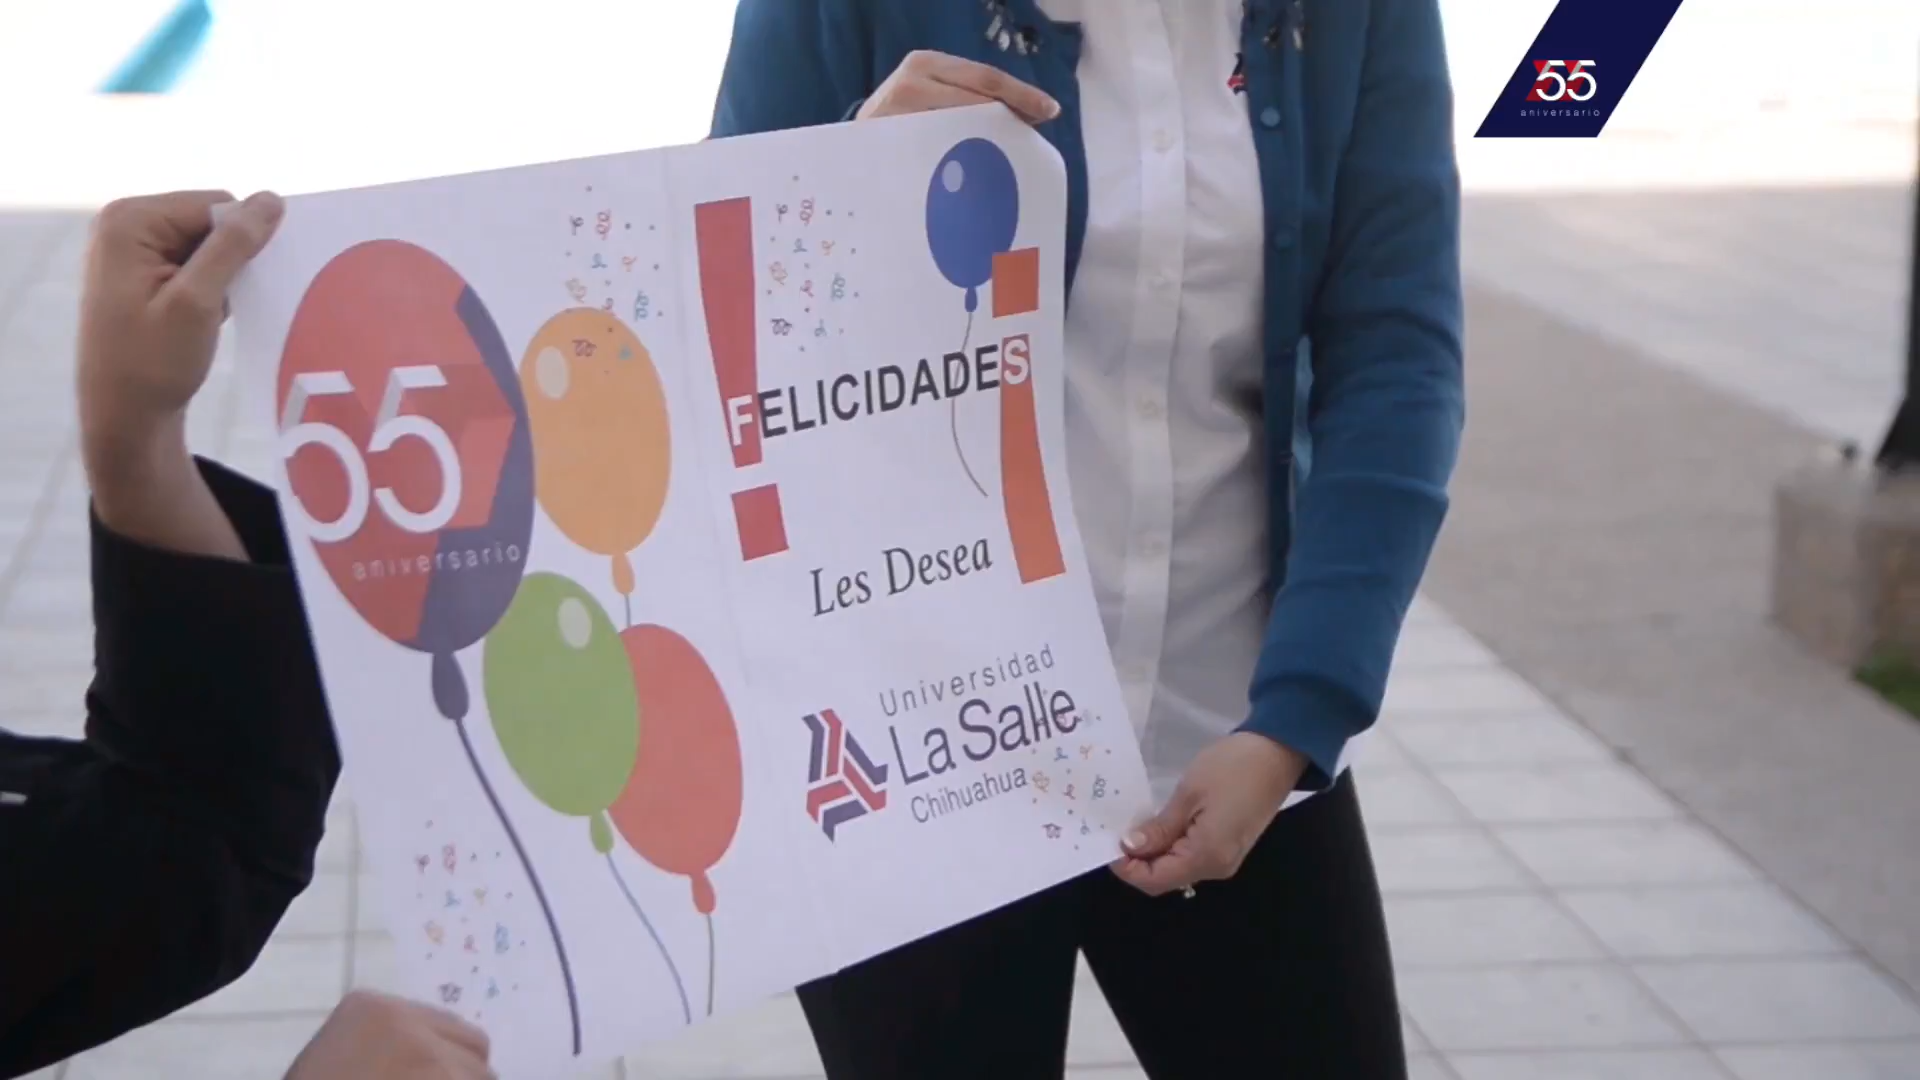 55
aniversario
!FELICIDADES¡
Les Desea
Universidad
La Salle
Chihuahua
55
aniversario